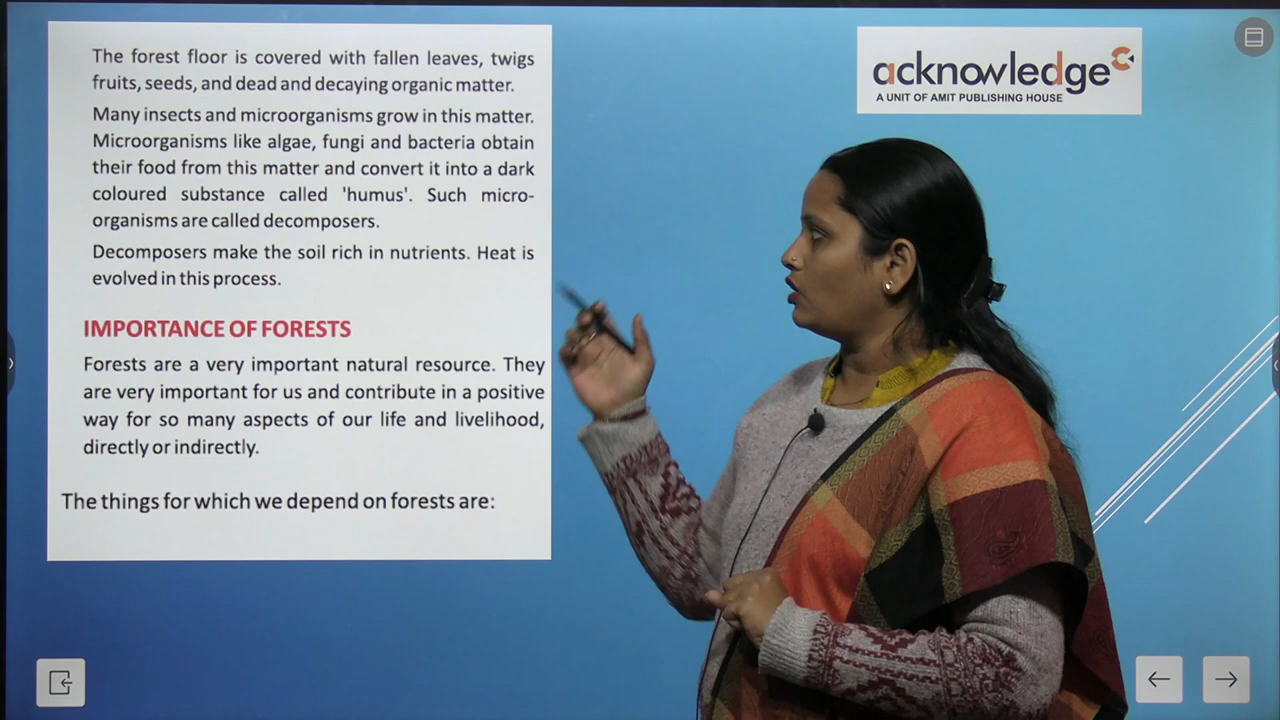 The forest floor is covered with fallen leaves, twigs
fruits, seeds, and dead and decaying organic matter.
Many insects and microorganisms grow in this matter.
Microorganisms like algae, fungi and bacteria obtain
their food from this matter and convert it into a dark
coloured substance called 'humus'. Such micro-
organisms are called decomposers.
Decomposers make the soil rich in nutrients. Heat is
evolved in this process.
IMPORTANCE OF FORESTS
Forests are a very important natural resource. They
are very important for us and contribute in a positive
way for so many aspects of our life and livelihood,
directly or indirectly.
The things for which we depend on forests are:
acknowledge
A UNIT OF AMIT PUBLISHING HOUSE